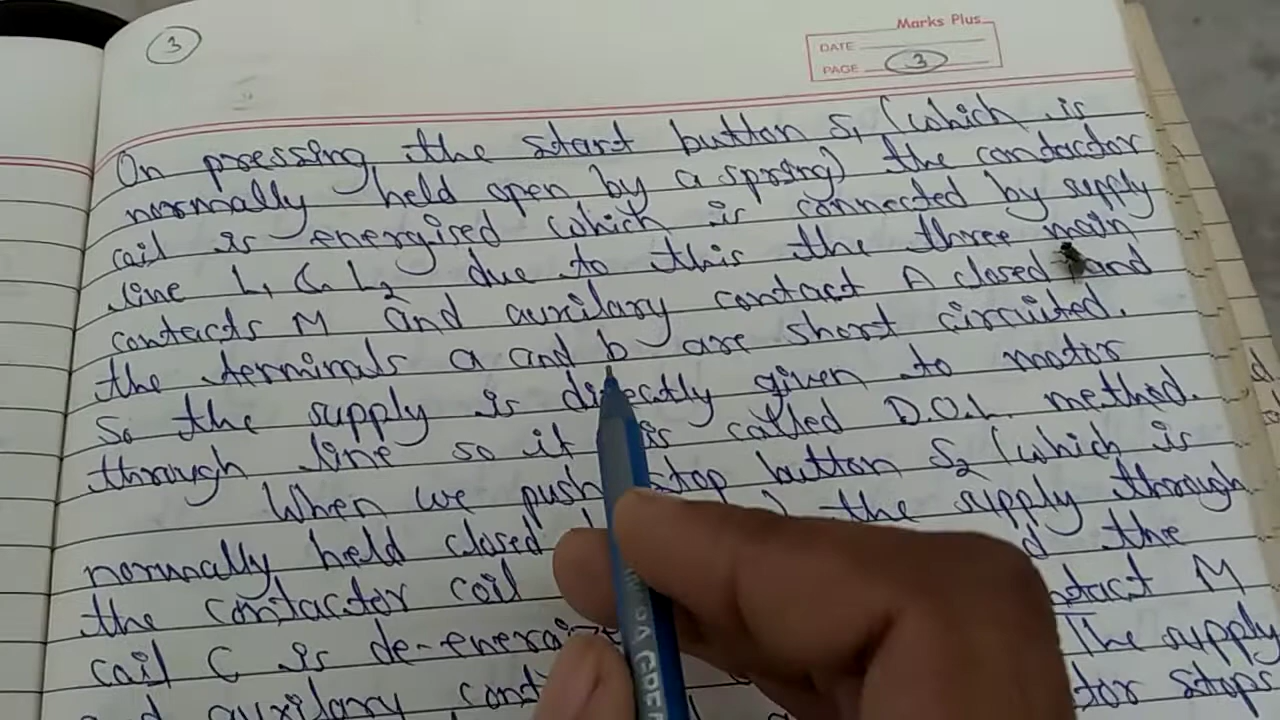 3
Marks Plus
DATE
PAGE 3
On pressing the start button S1 (which is
normally held open by a spring) the contactor
coil is energised which is connected by supply
line L1 & L2 due to this the three main
contacts M and auxilary contact A closed and
the terminals a and b are short circuited.
So the supply is directly given to motor
through line so it is called D.O.L. method.
When we push stop button S2 (which is
normally held closed ) the supply through
the contactor coil the
coil C is de-energi contact M
and auxilary The supply
stops